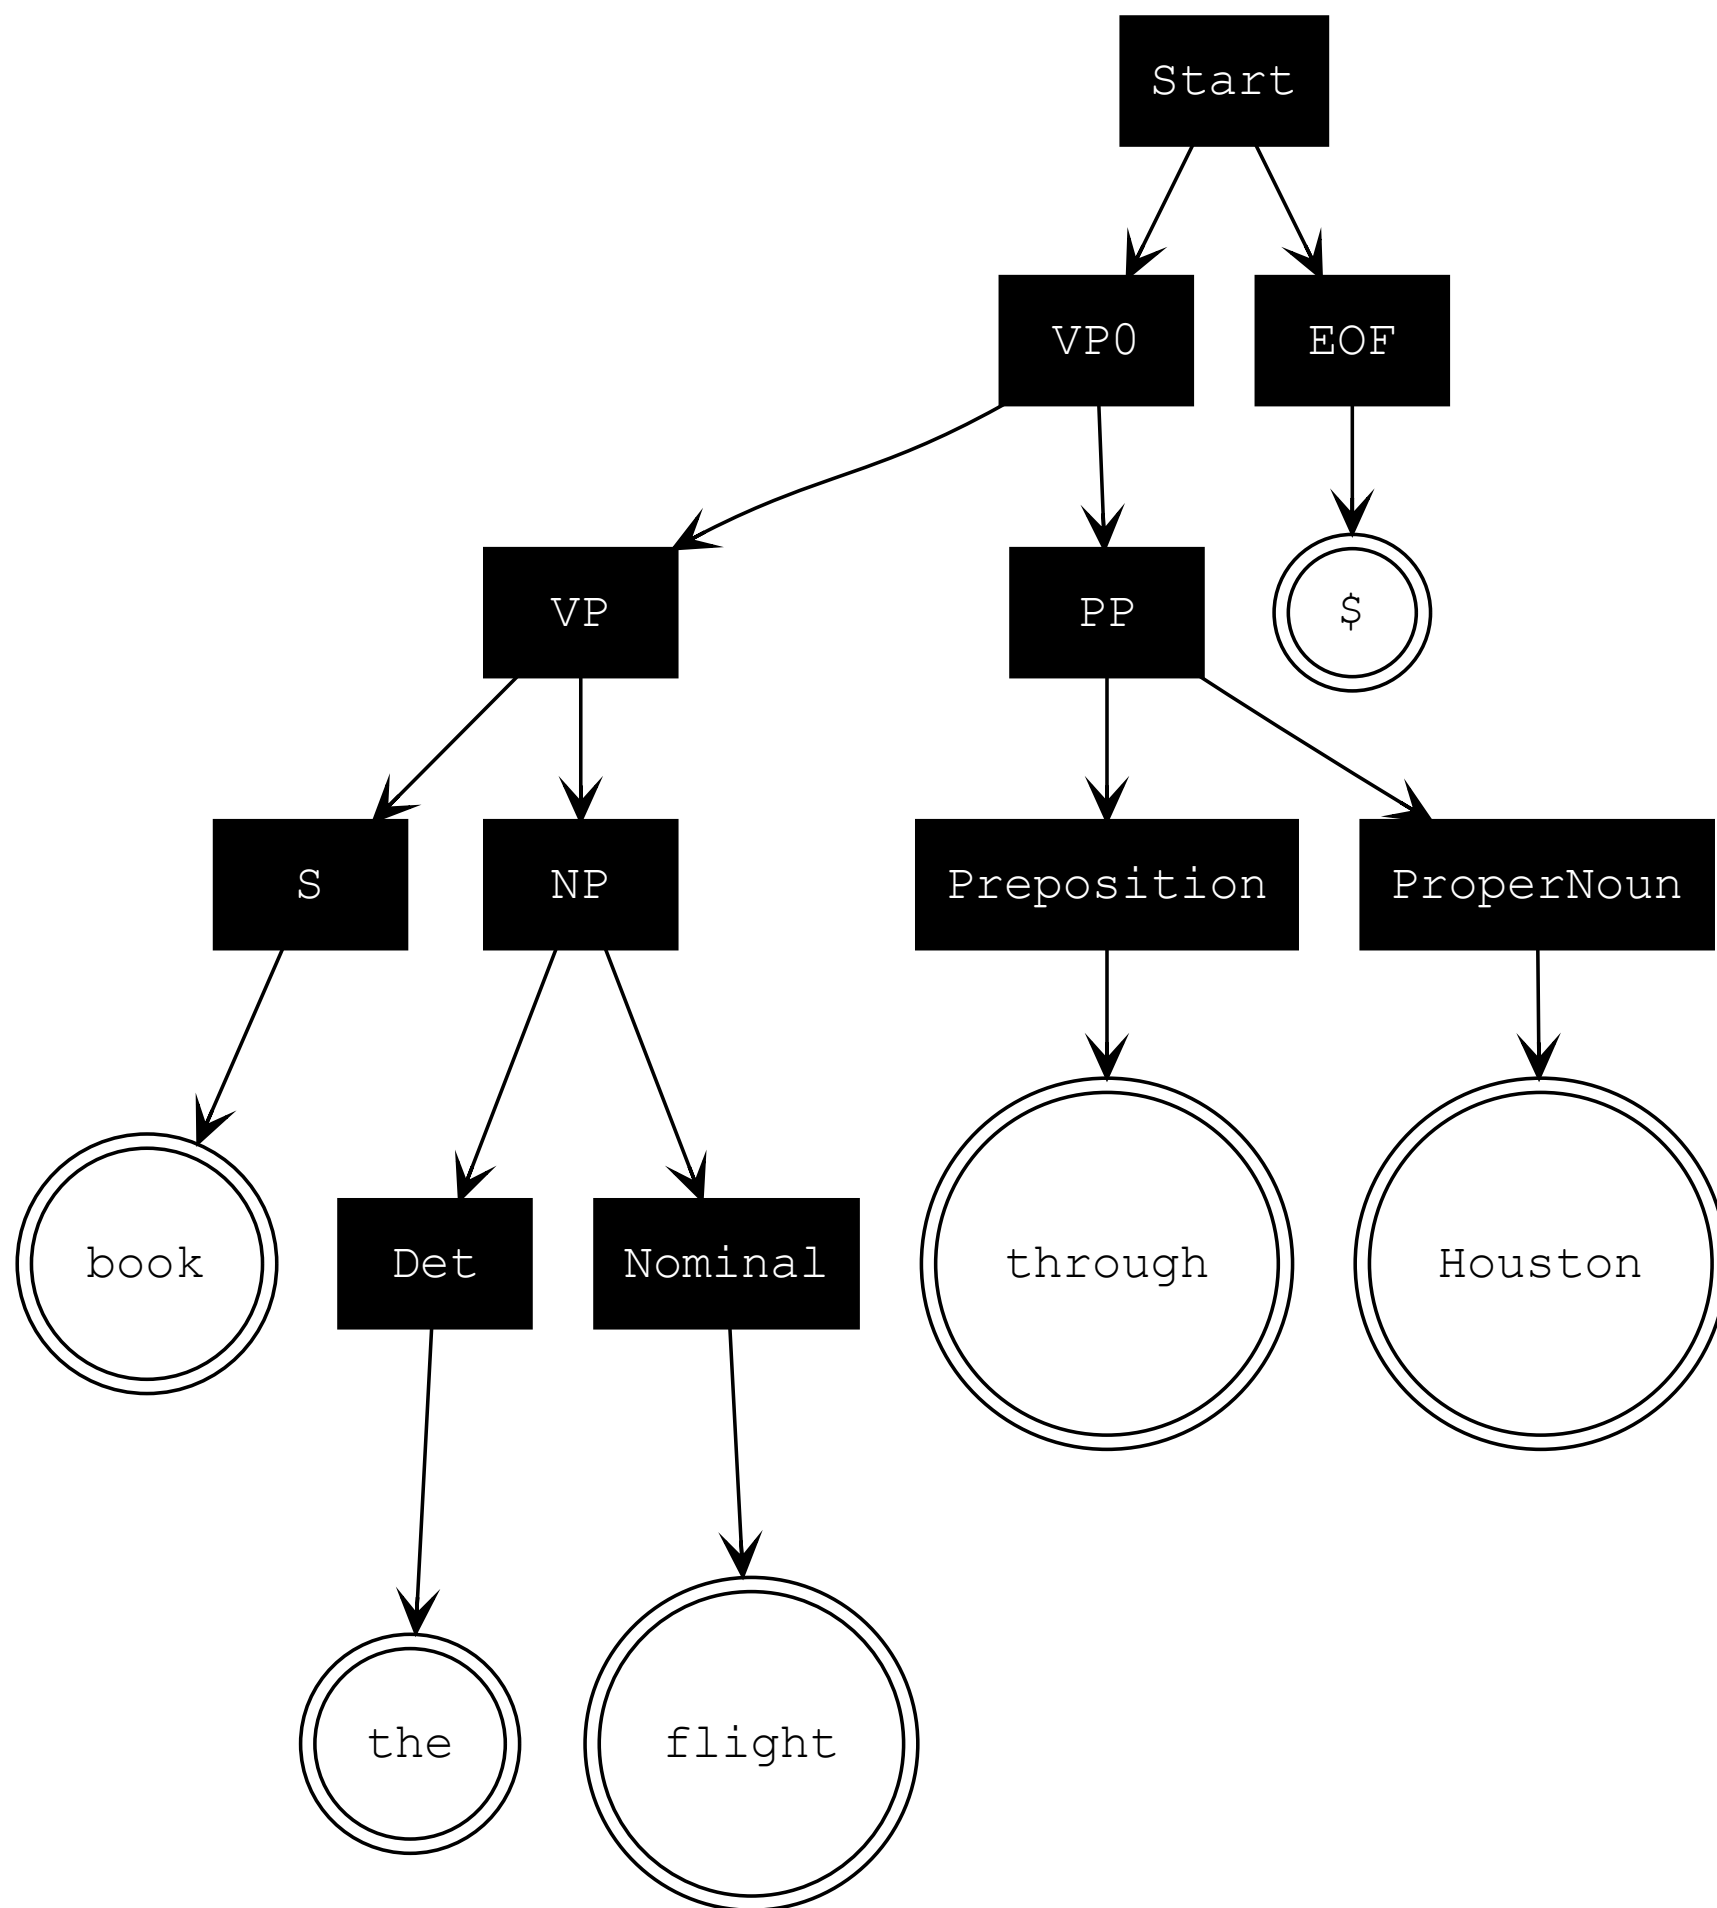 Start
VP0 EOF
VP PP $
S NP Preposition ProperNoun
book Det Nominal through Houston
the flight